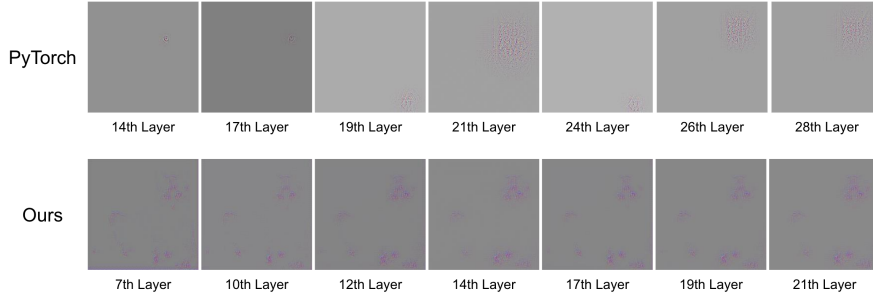 PyTorch
14th Layer 17th Layer 19th Layer 21th Layer 24th Layer 26th Layer 28th Layer
Ours
7th Layer 10th Layer 12th Layer 14th Layer 17th Layer 19th Layer 21th Layer